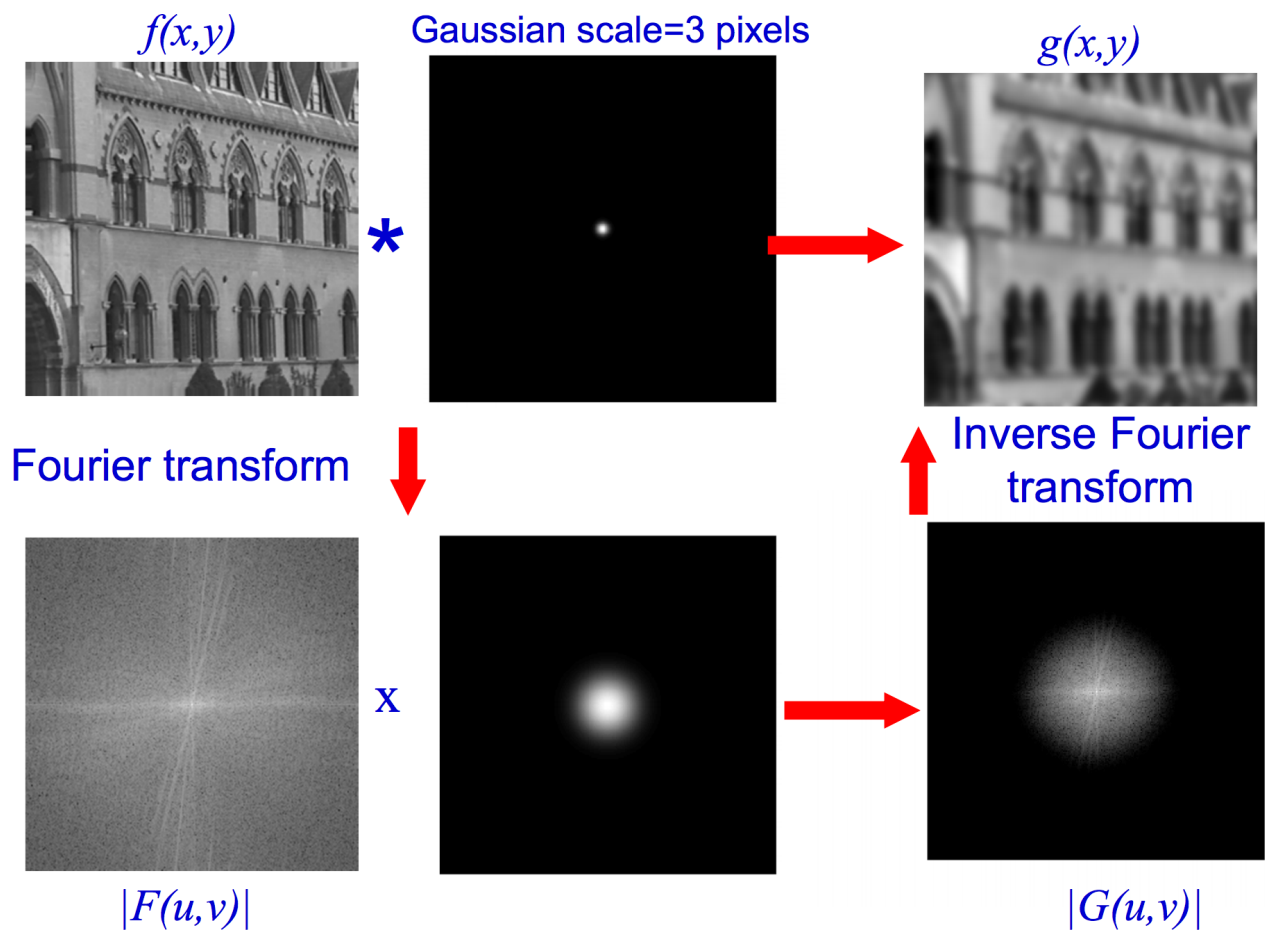 f(x,y)
Gaussian scale=3 pixels
g(x,y)
*
Fourier transform
Inverse Fourier
transform
x
|F(u,v)|
|G(u,v)|